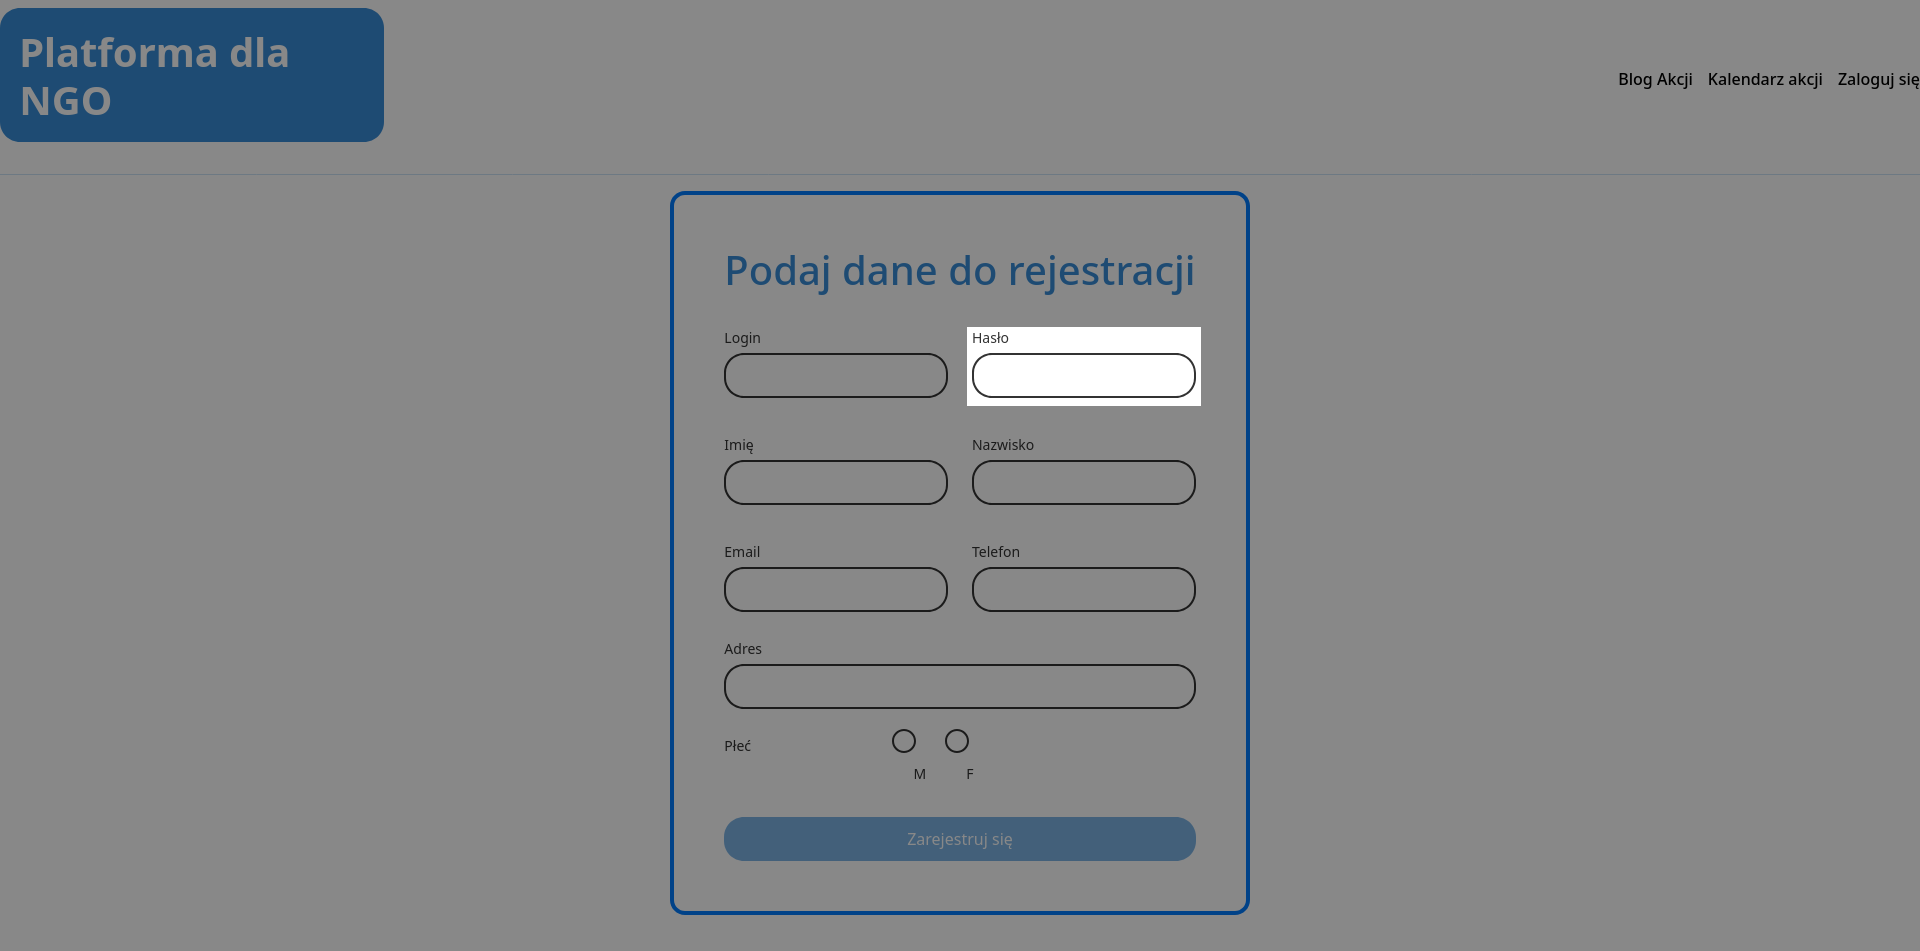 Platforma dla
NGO
Blog Akcji Kalendarz akcji Zaloguj się
Podaj dane do rejestracji
Login Hasło
Imię Nazwisko
Email Telefon
Adres
Płeć
M F
Zarejestruj się